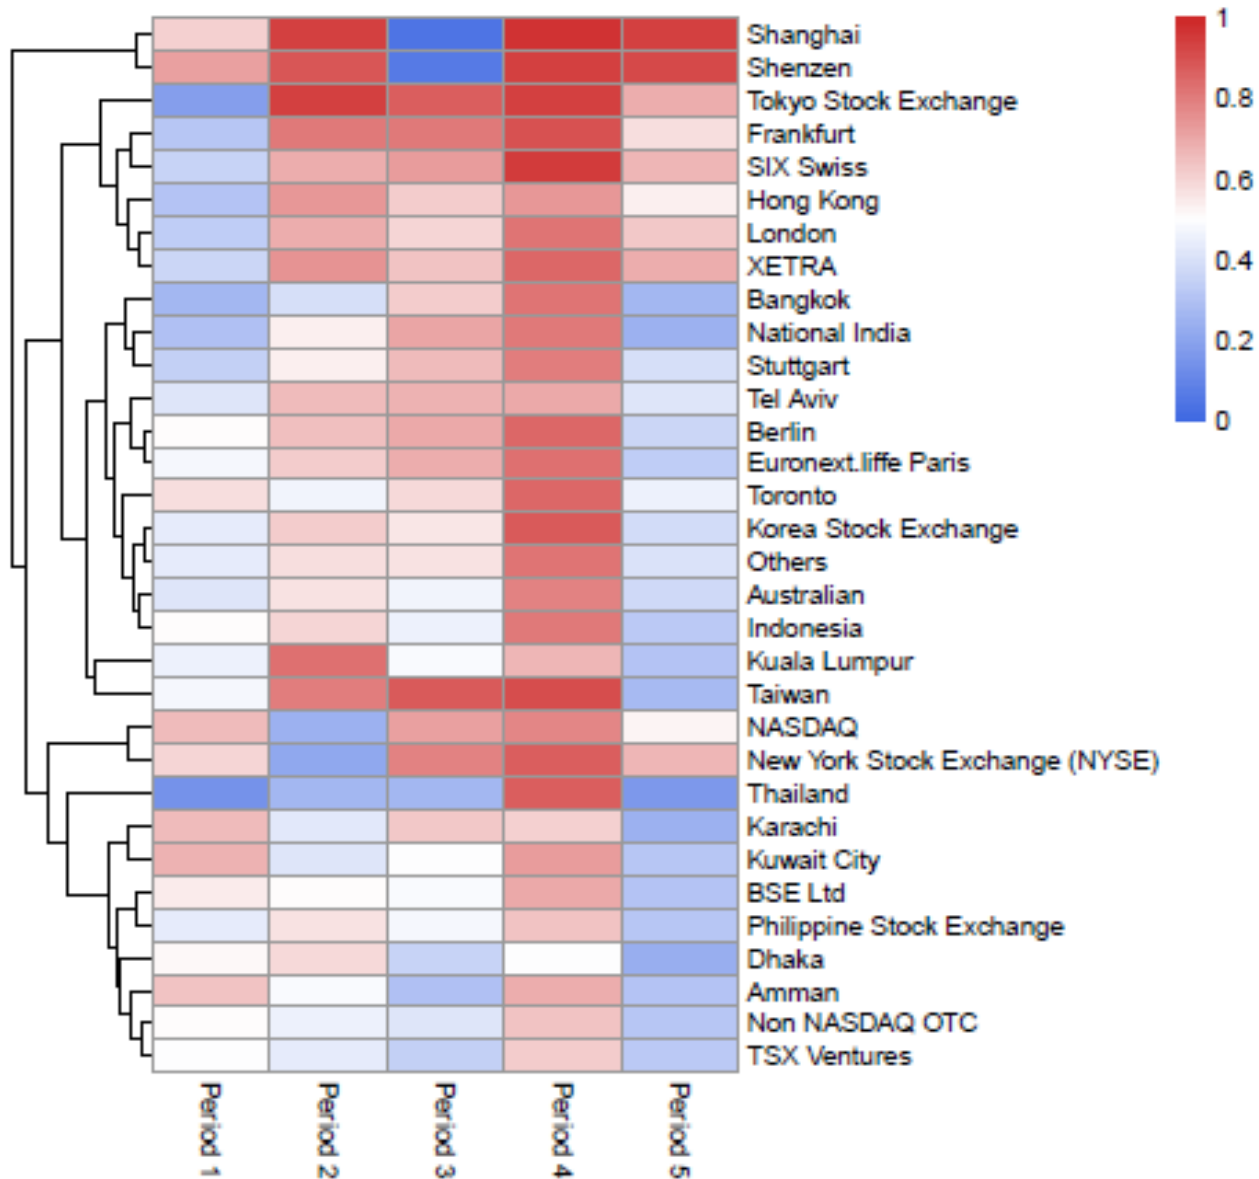 Shanghai
Shenzen
Tokyo Stock Exchange
Frankfurt
SIX Swiss
Hong Kong
London
XETRA
Bangkok
National India
Stuttgart
Tel Aviv
Berlin
Euronext.liffe Paris
Toronto
Korea Stock Exchange
Others
Australian
Indonesia
Kuala Lumpur
Taiwan
NASDAQ
New York Stock Exchange (NYSE)
Thailand
Karachi
Kuwait City
BSE Ltd
Philippine Stock Exchange
Dhaka
Amman
Non NASDAQ OTC
TSX Ventures
1
0.8
0.6
0.4
0.2
0
Period 1
Period 2
Period 3
Period 4
Period 5